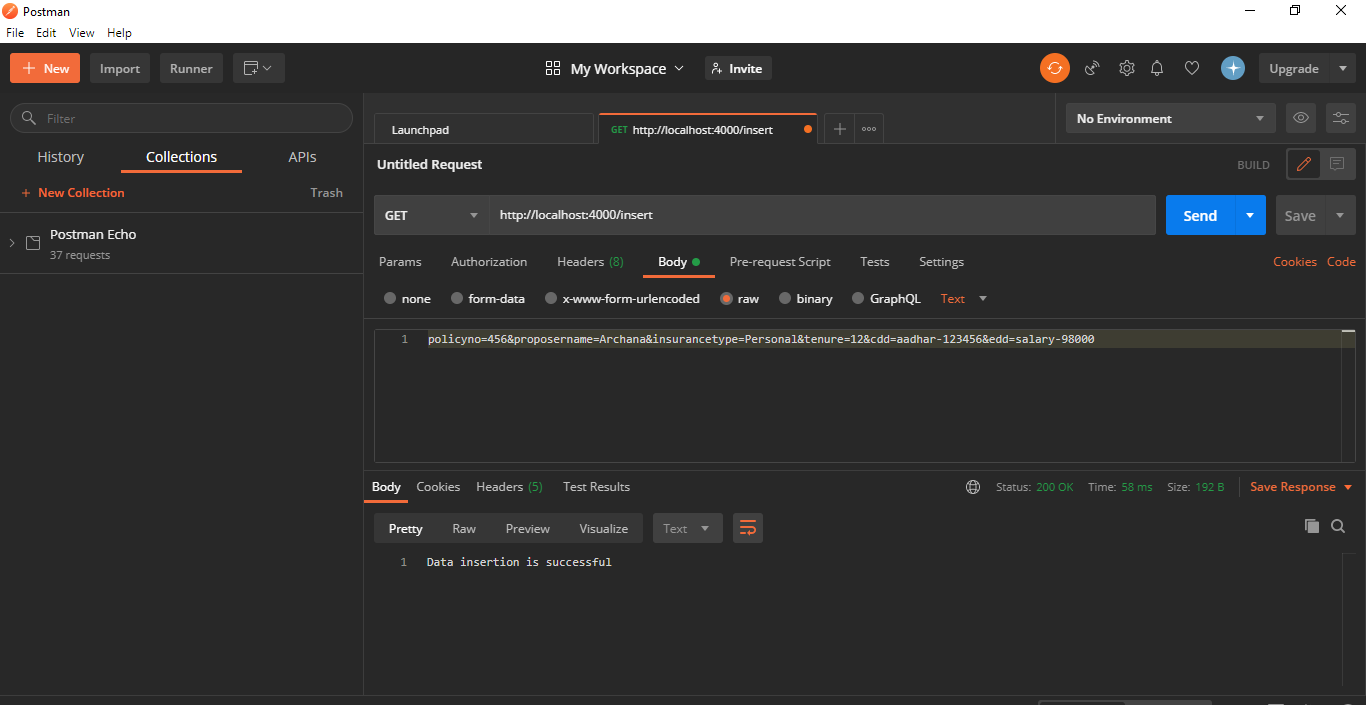 Postman
File Edit View Help
New Import Runner My Workspace Invite Upgrade
Filter
History Collections APIs
+ New Collection Trash
Postman Echo
37 requests
Launchpad GET http://localhost:4000/insert No Environment
Untitled Request BUILD
GET http://localhost:4000/insert Send Save
Params Authorization Headers (8) Body Pre-request Script Tests Settings Cookies Code
none form-data x-www-form-urlencoded raw binary GraphQL Text
1 policyno=456&proposername=Archana&insurancetype=Personal&tenure=12&cdd=aadhar-123456&edd=salary-98000
Body Cookies Headers (5) Test Results Status: 200 OK Time: 58 ms Size: 192 B Save Response
Pretty Raw Preview Visualize Text
1 Data insertion is successful